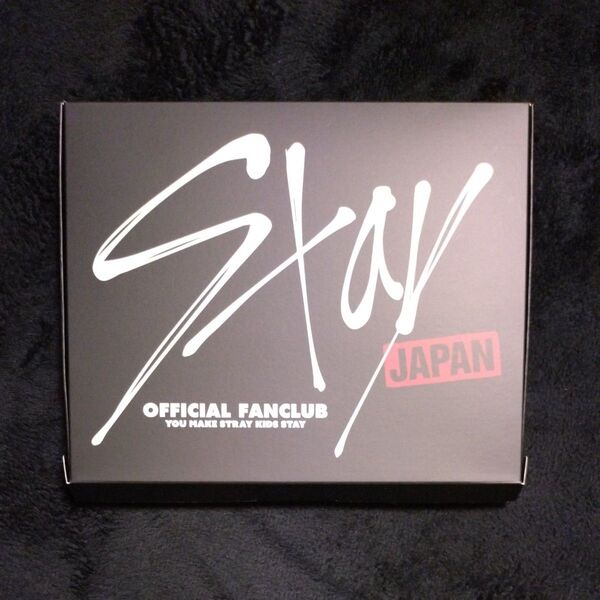 Stay
JAPAN
OFFICIAL FANCLUB
YOU MAKE STRAY KIDS STAY